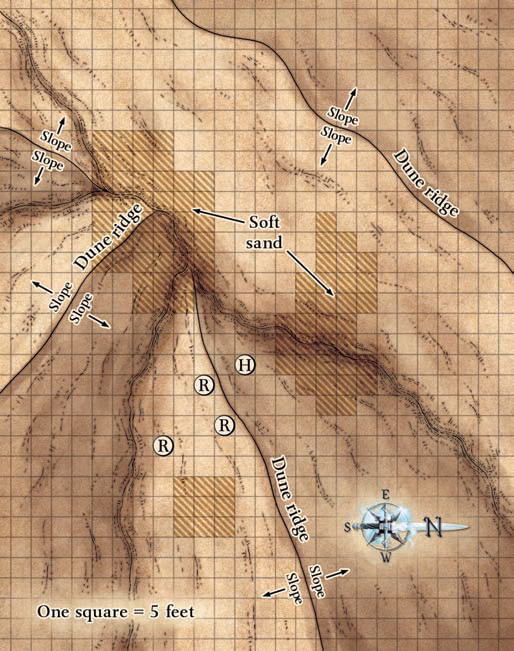 Slope
Slope
Dune ridge
Slope
Slope
Soft
sand
Dune ridge
Slope
Slope
H
R
R
R
Dune ridge
E
S
N
W
Slope
Slope
One square = 5 feet